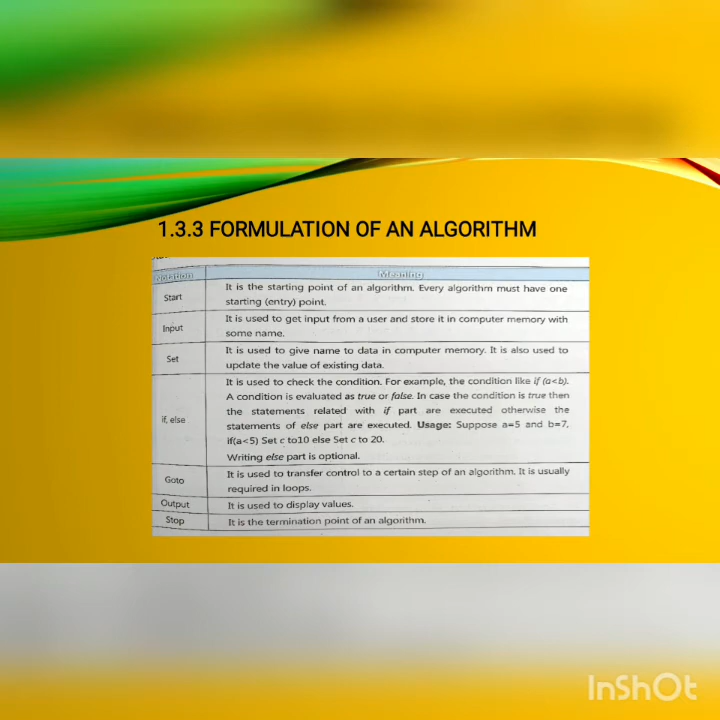 1.3.3 FORMULATION OF AN ALGORITHM
Notation Meaning
Start It is the starting point of an algorithm. Every algorithm must have one
starting (entry) point.
Input It is used to get input from a user and store it in computer memory with
some name.
Set It is used to give name to data in computer memory. It is also used to
update the value of existing data.
It is used to check the condition. For example, the condition like if (a<b).
A condition is evaluated as true or false. In case the condition is true then
the statements related with if part are executed otherwise the
if, else statements of else part are executed. Usage: Suppose a=5 and b=7,
if(a<5) Set c to10 else Set c to 20.
Writing else part is optional.
Goto It is used to transfer control to a certain step of an algorithm. It is usually
required in loops.
Output It is used to display values.
Stop It is the termination point of an algorithm.
InShOt